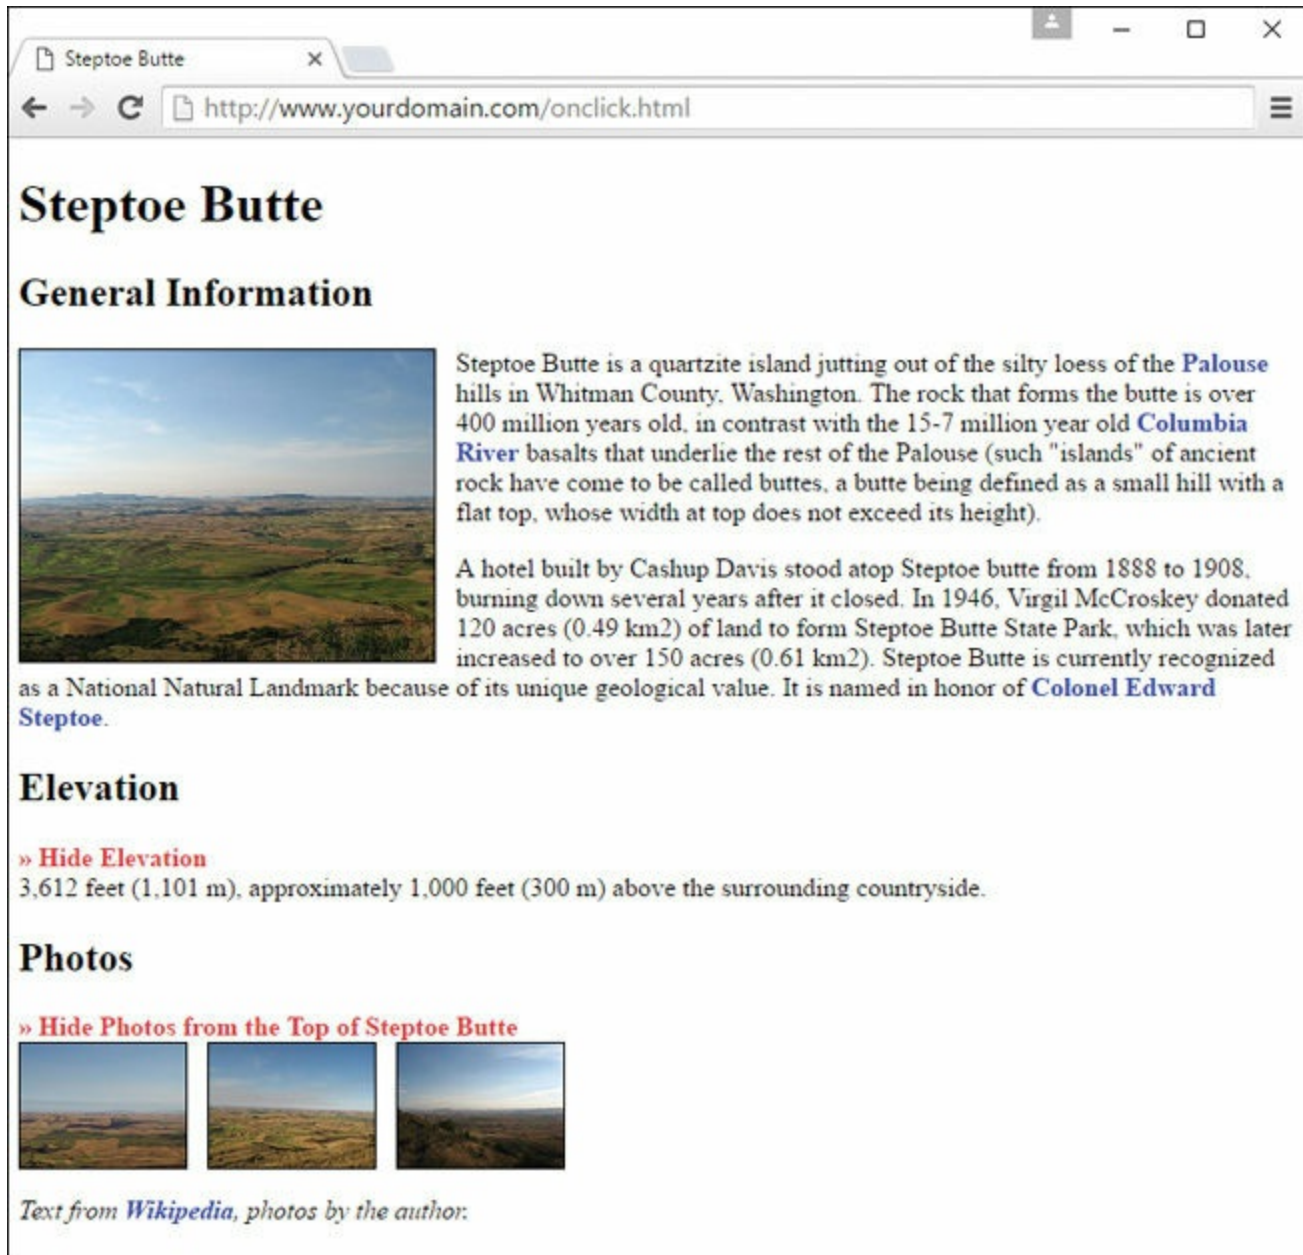 Steptoe Butte
http://www.yourdomain.com/onclick.html
Steptoe Butte
General Information
Steptoe Butte is a quartzite island jutting out of the silty loess of the Palouse
hills in Whitman County, Washington. The rock that forms the butte is over
400 million years old, in contrast with the 15-7 million year old Columbia
River basalts that underlie the rest of the Palouse (such "islands" of ancient
rock have come to be called buttes, a butte being defined as a small hill with a
flat top, whose width at top does not exceed its height).
A hotel built by Cashup Davis stood atop Steptoe butte from 1888 to 1908,
burning down several years after it closed. In 1946, Virgil McCroskey donated
120 acres (0.49 km2) of land to form Steptoe Butte State Park, which was later
increased to over 150 acres (0.61 km2). Steptoe Butte is currently recognized
as a National Natural Landmark because of its unique geological value. It is named in honor of Colonel Edward
Steptoe.
Elevation
» Hide Elevation
3,612 feet (1,101 m), approximately 1,000 feet (300 m) above the surrounding countryside.
Photos
» Hide Photos from the Top of Steptoe Butte
Text from Wikipedia, photos by the author.